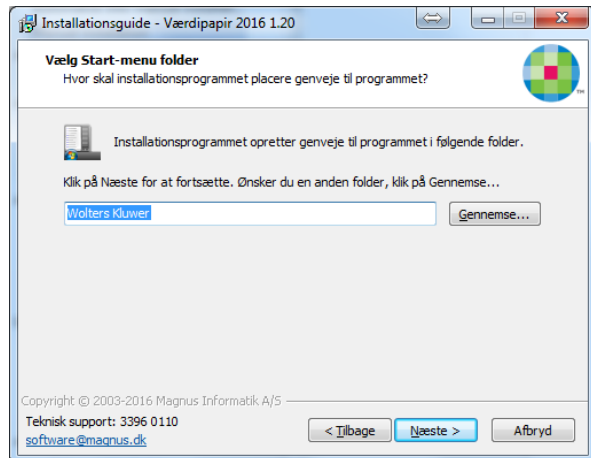 Installationsguide - Værdipapir 2016 1.20
Vælg Start-menu folder
Hvor skal installationsprogrammet placere genveje til programmet?
TM
Installationsprogrammet opretter genveje til programmet i følgende folder.
Klik på Næste for at fortsætte. Ønsker du en anden folder, klik på Gennemse...
Wolters Kluwer
Gennemse...
Copyright © 2003-2016 Magnus Informatik A/S
Teknisk support: 3396 0110
software@magnus.dk
< Tilbage
Næste >
Afbryd